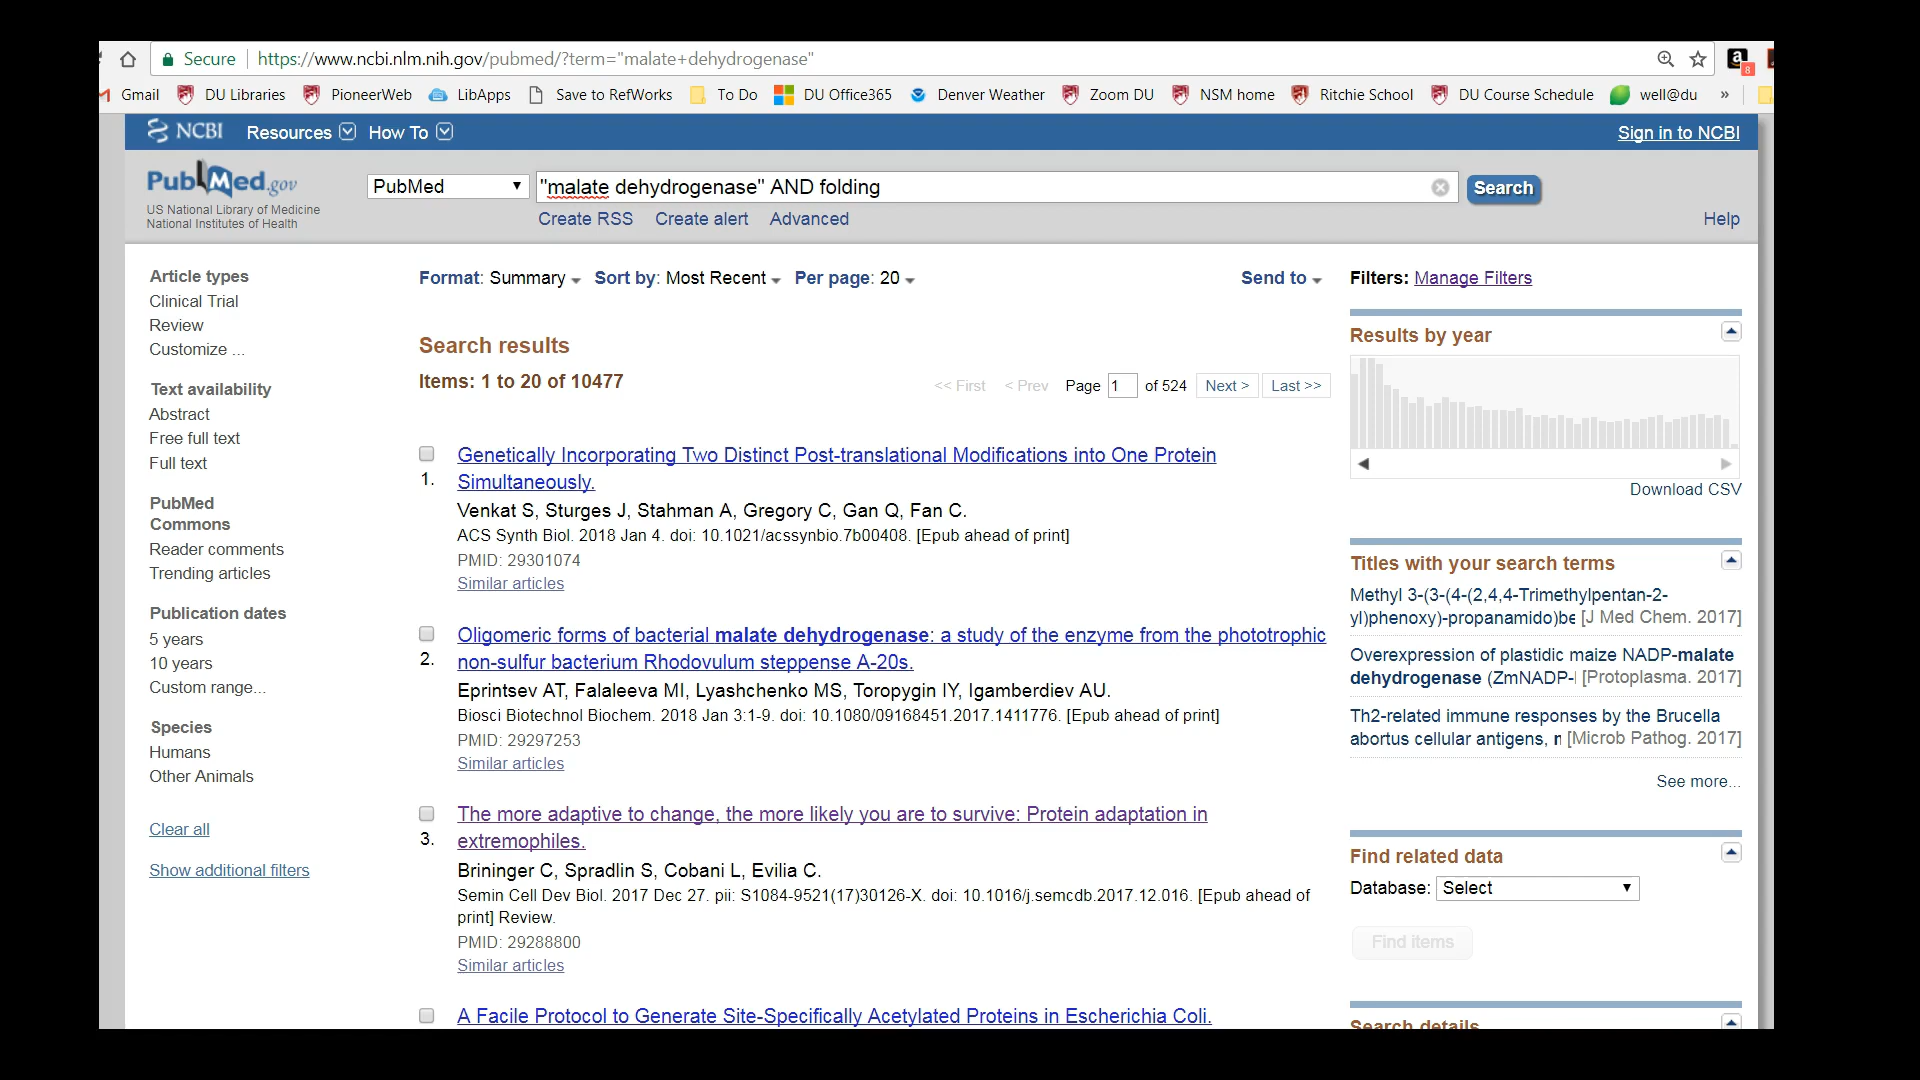 Secure https://www.ncbi.nlm.nih.gov/pubmed/?term="malate+dehydrogenase"
a
8
Gmail DU Libraries PioneerWeb LibApps Save to RefWorks To Do DU Office365 Denver Weather Zoom DU NSM home Ritchie School DU Course Schedule well@du »
NCBI Resources How To Sign in to NCBI
PubMed.gov
US National Library of Medicine
National Institutes of Health
PubMed "malate dehydrogenase" AND folding Search
Create RSS Create alert Advanced Help
Article types
Clinical Trial
Review
Customize ...
Text availability
Abstract
Free full text
Full text
PubMed
Commons
Reader comments
Trending articles
Publication dates
5 years
10 years
Custom range...
Species
Humans
Other Animals
Clear all
Show additional filters
Format: Summary Sort by: Most Recent Per page: 20 Send to
Search results
Items: 1 to 20 of 10477
<< First < Prev Page 1 of 524 Next > Last >>
1. Genetically Incorporating Two Distinct Post-translational Modifications into One Protein
Simultaneously.
Venkat S, Sturges J, Stahman A, Gregory C, Gan Q, Fan C.
ACS Synth Biol. 2018 Jan 4. doi: 10.1021/acssynbio.7b00408. [Epub ahead of print]
PMID: 29301074
Similar articles
2. Oligomeric forms of bacterial malate dehydrogenase: a study of the enzyme from the phototrophic
non-sulfur bacterium Rhodovulum steppense A-20s.
Eprintsev AT, Falaleeva MI, Lyashchenko MS, Toropygin IY, Igamberdiev AU.
Biosci Biotechnol Biochem. 2018 Jan 3:1-9. doi: 10.1080/09168451.2017.1411776. [Epub ahead of print]
PMID: 29297253
Similar articles
3. The more adaptive to change, the more likely you are to survive: Protein adaptation in
extremophiles.
Brininger C, Spradlin S, Cobani L, Evilia C.
Semin Cell Dev Biol. 2017 Dec 27. pii: S1084-9521(17)30126-X. doi: 10.1016/j.semcdb.2017.12.016. [Epub ahead of
print] Review.
PMID: 29288800
Similar articles
A Facile Protocol to Generate Site-Specifically Acetylated Proteins in Escherichia Coli.
Filters: Manage Filters
Results by year
Download CSV
Titles with your search terms
Methyl 3-(3-(4-(2,4,4-Trimethylpentan-2-
yl)phenoxy)-propanamido)be [J Med Chem. 2017]
Overexpression of plastidic maize NADP-malate
dehydrogenase (ZmNADP- [Protoplasma. 2017]
Th2-related immune responses by the Brucella
abortus cellular antigens, [Microb Pathog. 2017]
See more...
Find related data
Database: Select
Find items
Search details